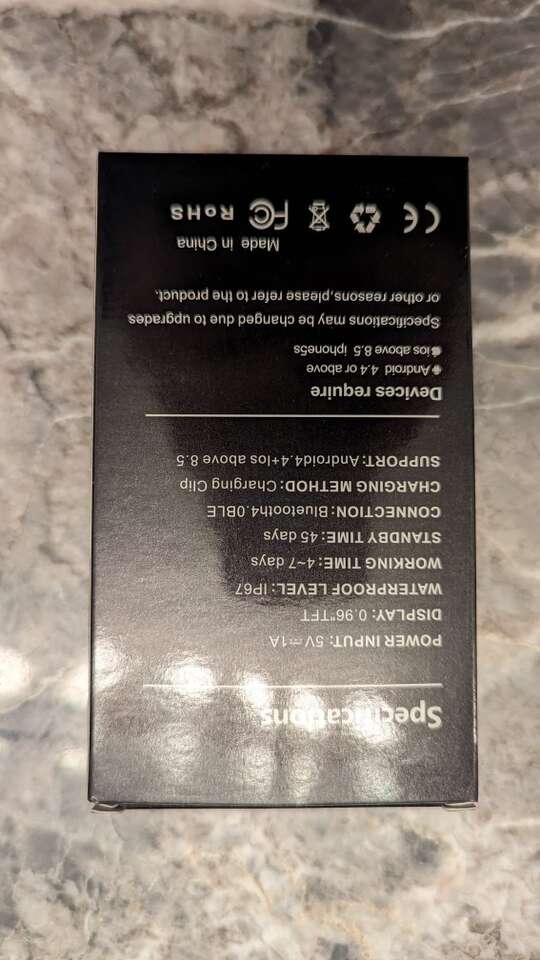 Specifications
POWER INPUT: 5V⎓1A
DISPLAY: 0.96"TFT
WATERPROOF LEVEL: IP67
WORKING TIME: 4~7 days
STANDBY TIME: 45 days
CONNECTION: Bluetooth4.0BLE
CHARGING METHOD: Charging Clip
SUPPORT: Android4.4+Ios above 8.5
Devices require
Android 4.4 or above
ios above 8.5 iphone5s
Specifications may be changed due to upgrades
or other reasons,please refer to the product.
Made in China
CE FC RoHS